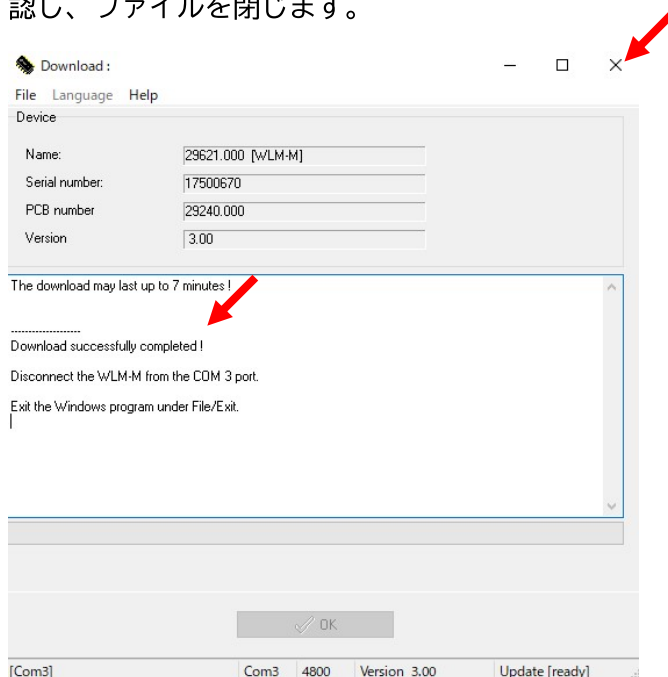 認し、ファイルを閉じます。
Download :
File Language Help
Device
Name: 29621.000 [WLM-M]
Serial number: 17500670
PCB number 29240.000
Version 3.00
The download may last up to 7 minutes !
--------------------
Download successfully completed !
Disconnect the WLM-M from the COM 3 port.
Exit the Windows program under File/Exit.
OK
[Com3] Com3 4800 Version 3.00 Update [ready]